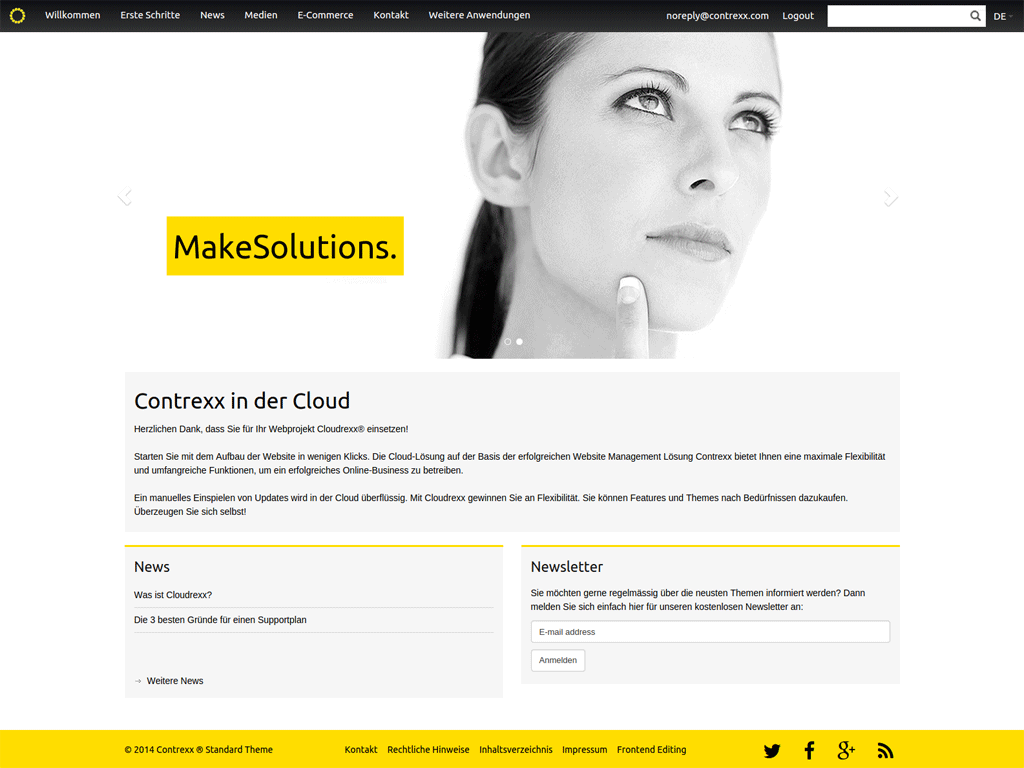 Willkommen Erste Schritte News Medien E-Commerce Kontakt Weitere Anwendungen noreply@contrexx.com Logout DE
MakeSolutions.
Contrexx in der Cloud
Herzlichen Dank, dass Sie für Ihr Webprojekt Cloudrexx® einsetzen!
Starten Sie mit dem Aufbau der Website in wenigen Klicks. Die Cloud-Lösung auf der Basis der erfolgreichen Website Management Lösung Contrexx bietet Ihnen eine maximale Flexibilität
und umfangreiche Funktionen, um ein erfolgreiches Online-Business zu betreiben.
Ein manuelles Einspielen von Updates wird in der Cloud überflüssig. Mit Cloudrexx gewinnen Sie an Flexibilität. Sie können Features und Themes nach Bedürfnissen dazukaufen.
Überzeugen Sie sich selbst!
News
Was ist Cloudrexx?
Die 3 besten Gründe für einen Supportplan
→ Weitere News
Newsletter
Sie möchten gerne regelmässig über die neusten Themen informiert werden? Dann
melden Sie sich einfach hier für unseren kostenlosen Newsletter an:
E-mail address
Anmelden
© 2014 Contrexx ® Standard Theme Kontakt Rechtliche Hinweise Inhaltsverzeichnis Impressum Frontend Editing